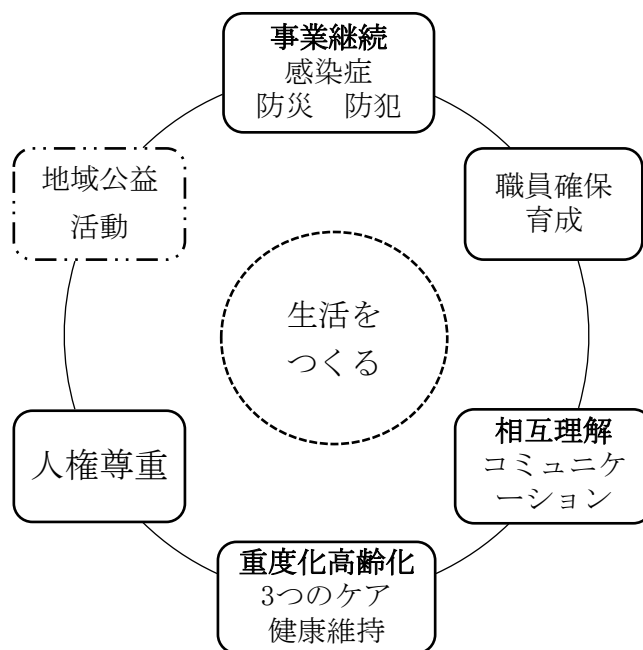 事業継続
感染症
防災　防犯
地域公益
活動
職員確保
育成
生活を
つくる
人権尊重
相互理解
コミュニケ
ーション
重度化高齢化
3つのケア
健康維持